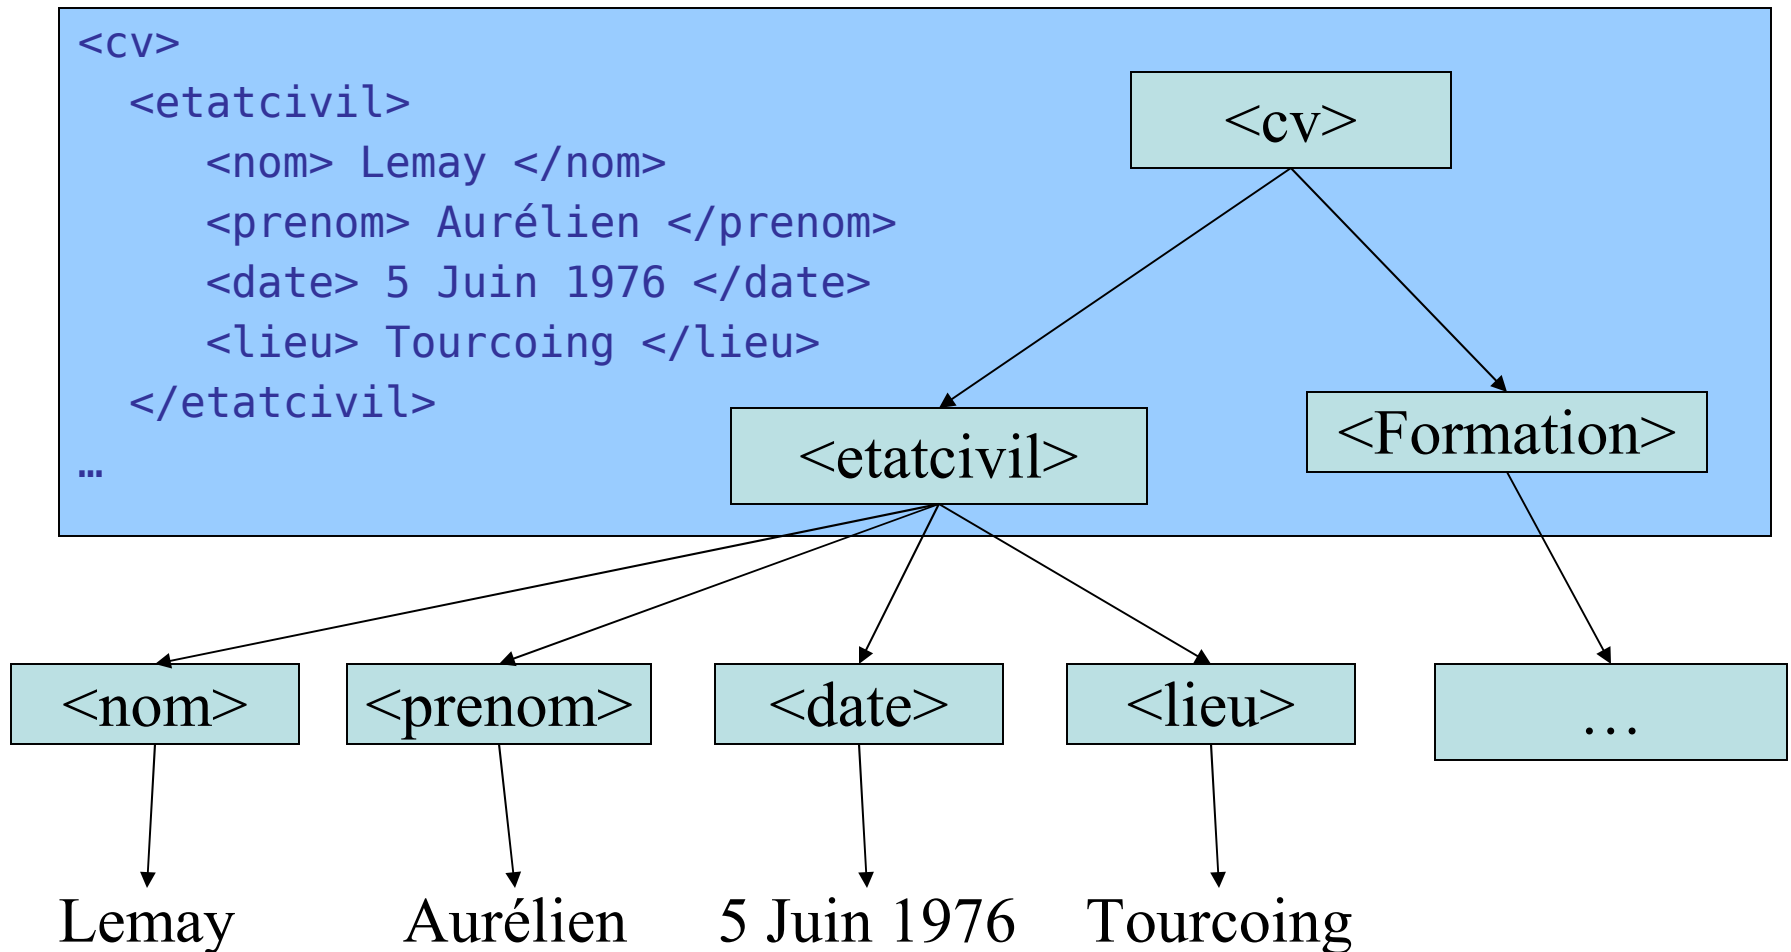 <cv>
<etatcivil>
<nom> Lemay </nom>
<prenom> Aurélien </prenom>
<date> 5 Juin 1976 </date>
<lieu> Tourcoing </lieu>
</etatcivil>
…
<cv>
<etatcivil>
<Formation>
<nom>
<prenom>
<date>
<lieu>
…
Lemay
Aurélien
5 Juin 1976
Tourcoing